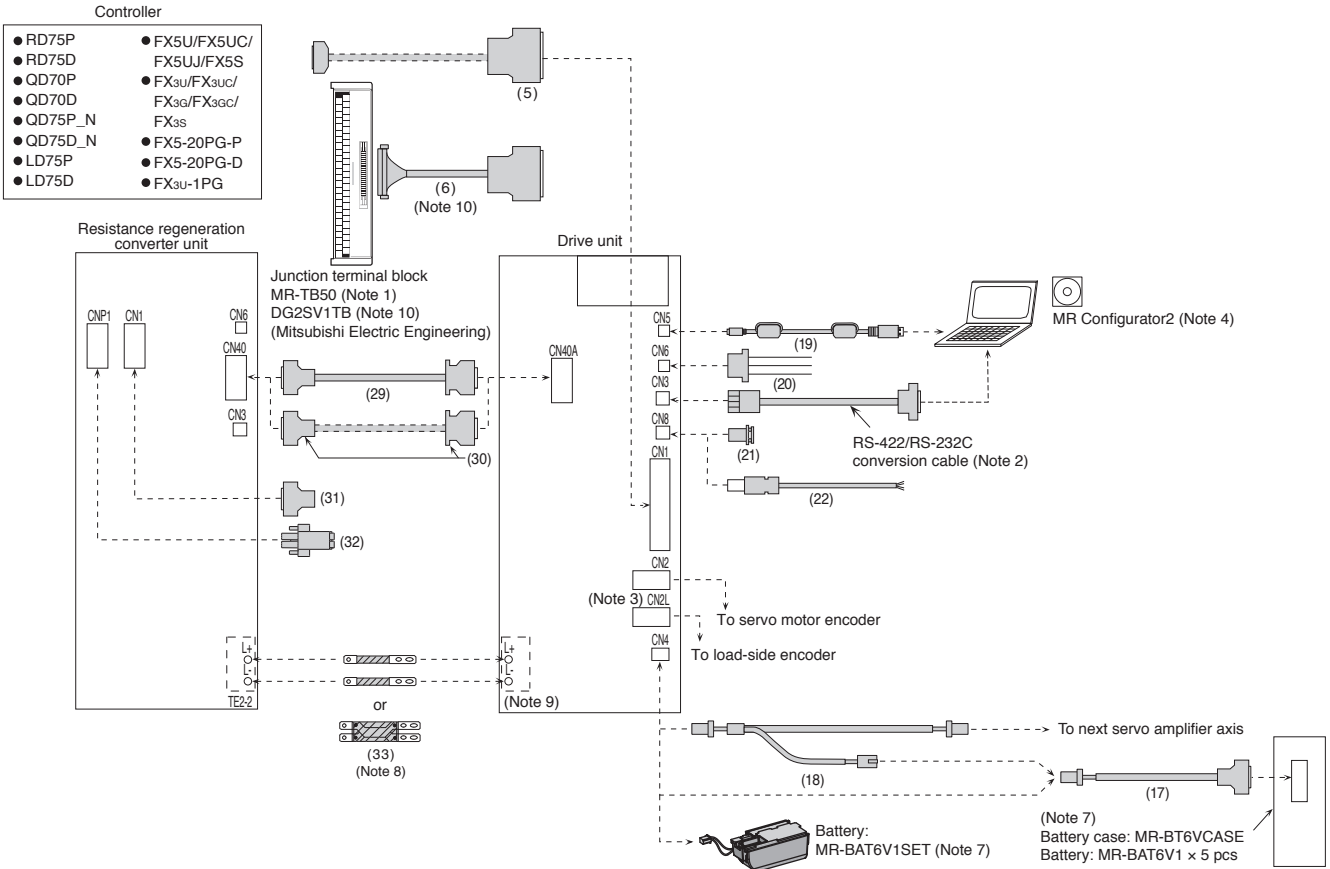 Controller
● RD75P
● RD75D
● QD70P
● QD70D
● QD75P_N
● QD75D_N
● LD75P
● LD75D
● FX5U/FX5UC/
FX5UJ/FX5S
● FX3U/FX3UC/
FX3G/FX3GC/
FX3S
● FX5-20PG-P
● FX5-20PG-D
● FX3U-1PG
(5)
(6)
(Note 10)
Junction terminal block
MR-TB50 (Note 1)
DG2SV1TB (Note 10)
(Mitsubishi Electric Engineering)
Resistance regeneration
converter unit
CNP1
CN1
CN6
CN40
CN3
L+
L-
TE2-2
(29)
(30)
(31)
(32)
or
(33)
(Note 8)
Drive unit
CN40A
CN5
CN6
CN3
CN8
CN1
CN2
(Note 3) CN2L
CN4
L+
L-
(Note 9)
(19)
MR Configurator2 (Note 4)
(20)
RS-422/RS-232C
conversion cable (Note 2)
(21)
(22)
To servo motor encoder
To load-side encoder
To next servo amplifier axis
(18)
(17)
Battery:
MR-BAT6V1SET (Note 7)
(Note 7)
Battery case: MR-BT6VCASE
Battery: MR-BAT6V1 × 5 pcs